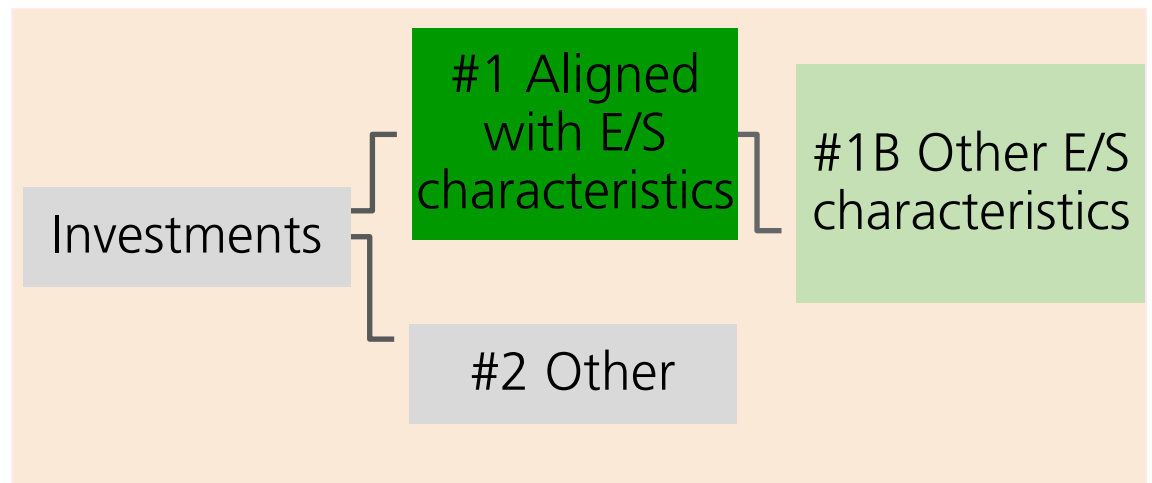 Investments
#1 Aligned
with E/S
characteristics
#2 Other
#1B Other E/S
characteristics